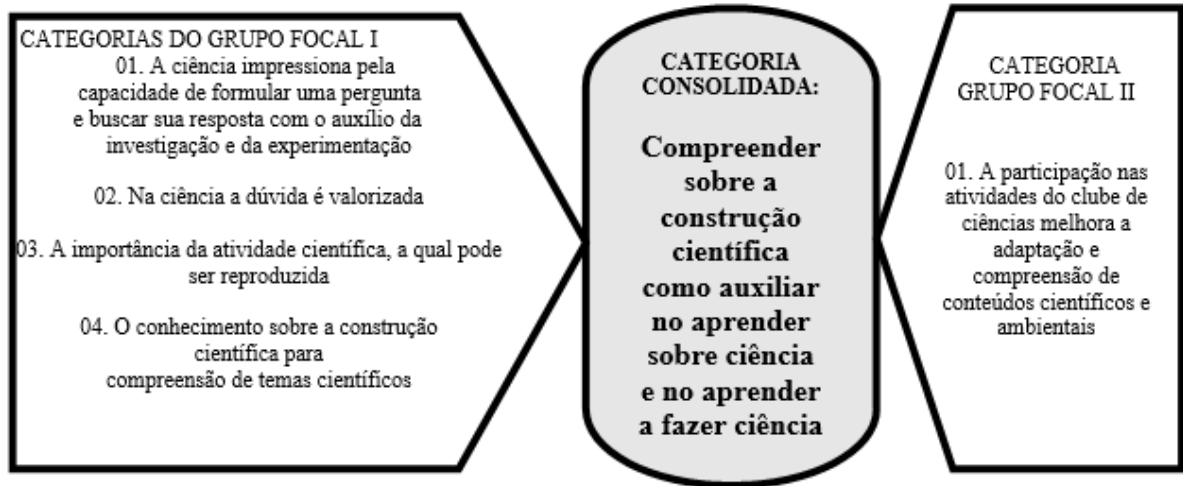 CATEGORIAS DO GRUPO FOCAL I
01. A ciência impressiona pela
capacidade de formular uma pergunta
e buscar sua resposta com o auxílio da
investigação e da experimentação
02. Na ciência a dúvida é valorizada
03. A importância da atividade científica, a qual pode
ser reproduzida
04. O conhecimento sobre a construção
científica para
compreensão de temas científicos
CATEGORIA
CONSOLIDADA:
Compreender
sobre a
construção
científica
como auxiliar
no aprender
sobre ciência
e no aprender
a fazer ciência
CATEGORIA
GRUPO FOCAL II
01. A participação nas
atividades do clube de
ciências melhora a
adaptação e
compreensão de
conteúdos científicos e
ambientais